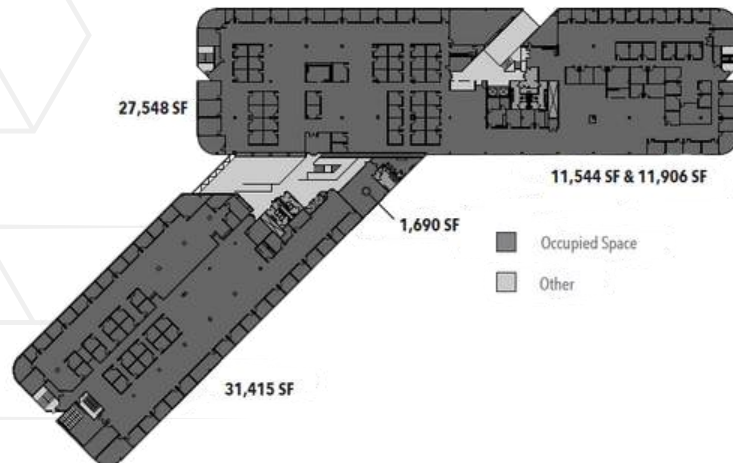 27,548 SF
11,544 SF & 11,906 SF
1,690 SF
Occupied Space
Other
31,415 SF